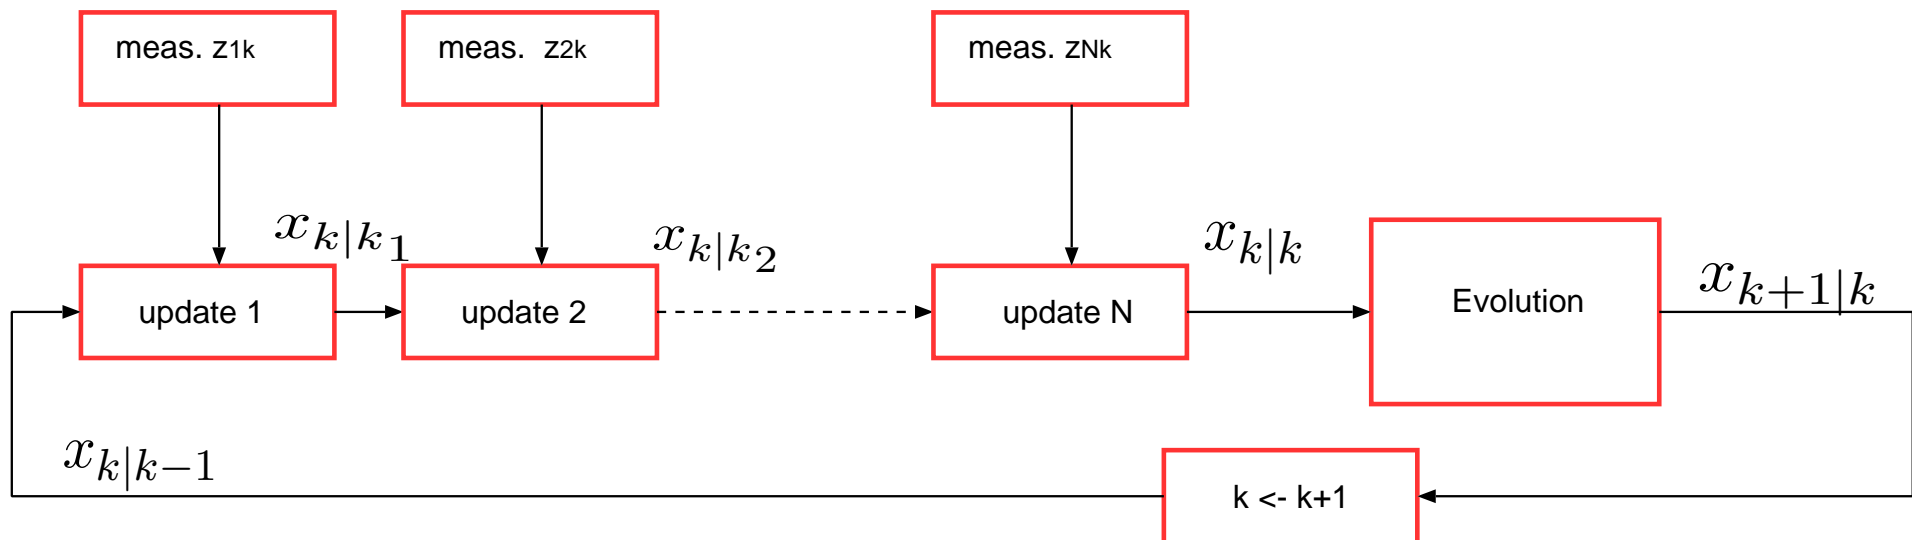 meas. z1k
meas. z2k
meas. zNk
x_{k|k_1}
x_{k|k_2}
x_{k|k}
x_{k+1|k}
update 1
update 2
update N
Evolution
x_{k|k-1}
k <- k+1